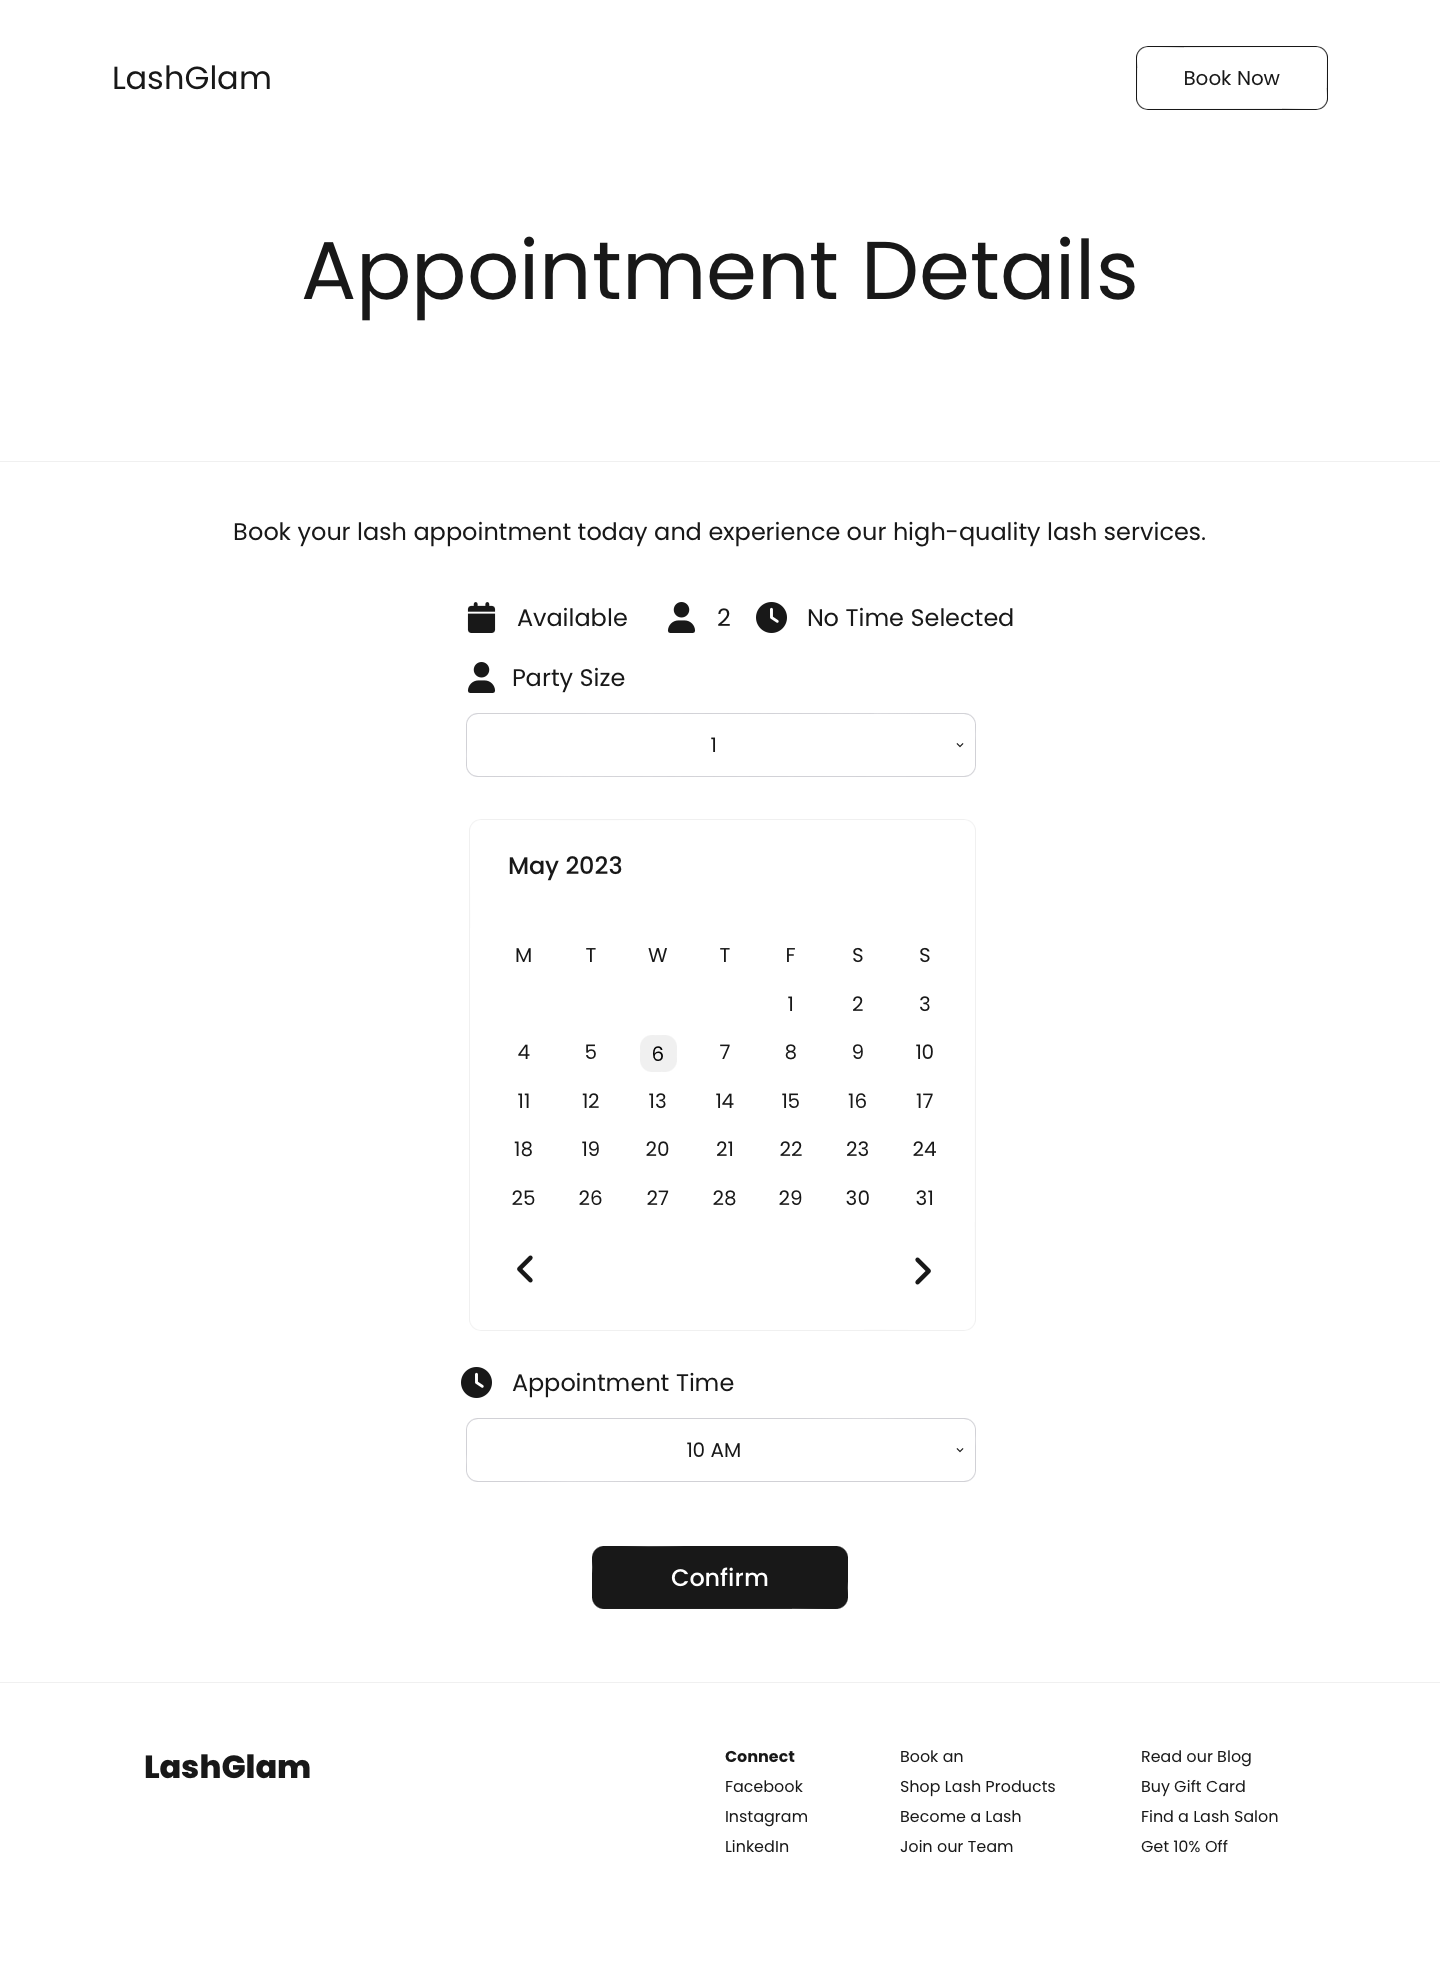 LashGlam
Book Now
Appointment Details
Book your lash appointment today and experience our high-quality lash services.
Available 2 No Time Selected
Party Size
1
May 2023
M T W T F S S
1 2 3
4 5 6 7 8 9 10
11 12 13 14 15 16 17
18 19 20 21 22 23 24
25 26 27 28 29 30 31
Appointment Time
10 AM
Confirm
LashGlam
Connect
Facebook
Instagram
LinkedIn
Book an
Shop Lash Products
Become a Lash
Join our Team
Read our Blog
Buy Gift Card
Find a Lash Salon
Get 10% Off